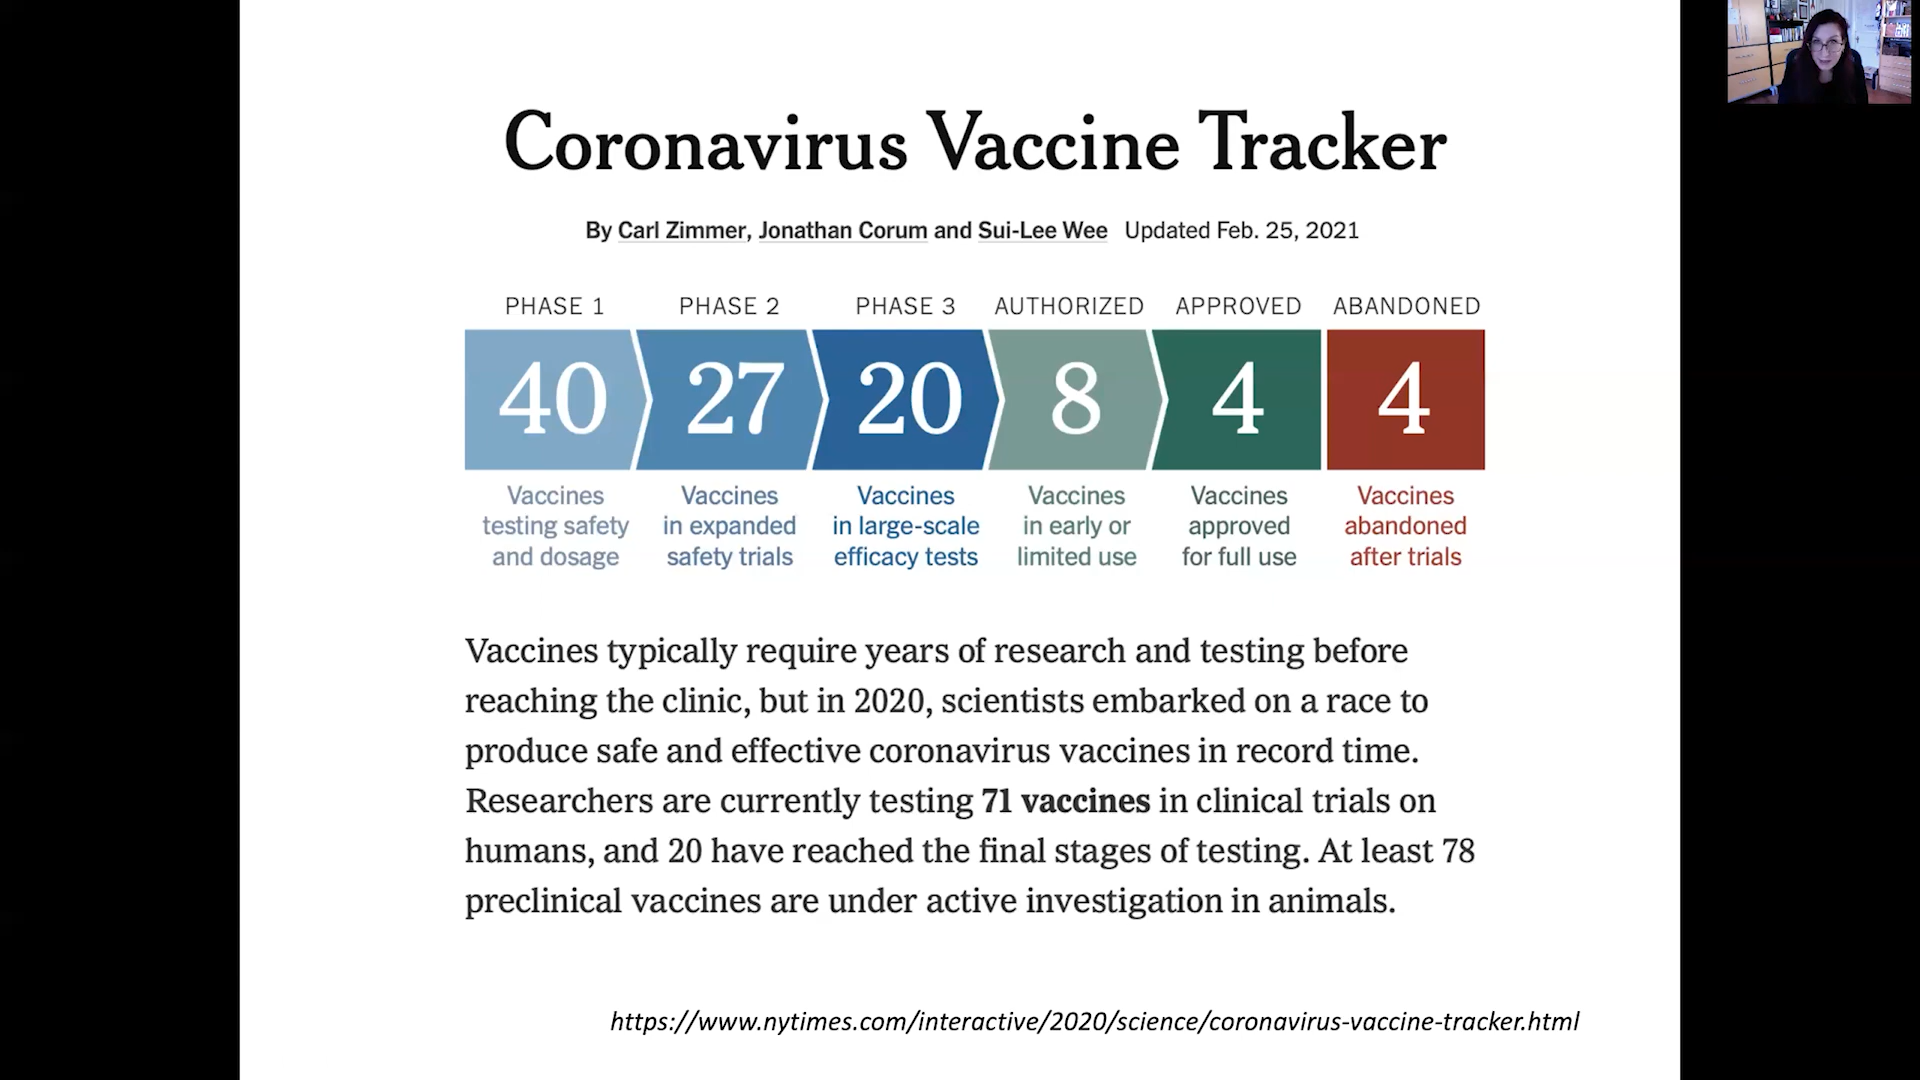 Coronavirus Vaccine Tracker
By Carl Zimmer, Jonathan Corum and Sui-Lee Wee Updated Feb. 25, 2021
PHASE 1 PHASE 2 PHASE 3 AUTHORIZED APPROVED ABANDONED
40 27 20 8 4 4
Vaccines Vaccines Vaccines Vaccines Vaccines Vaccines
testing safety in expanded in large-scale in early or approved abandoned
and dosage safety trials efficacy tests limited use for full use after trials
Vaccines typically require years of research and testing before
reaching the clinic, but in 2020, scientists embarked on a race to
produce safe and effective coronavirus vaccines in record time.
Researchers are currently testing 71 vaccines in clinical trials on
humans, and 20 have reached the final stages of testing. At least 78
preclinical vaccines are under active investigation in animals.
https://www.nytimes.com/interactive/2020/science/coronavirus-vaccine-tracker.html